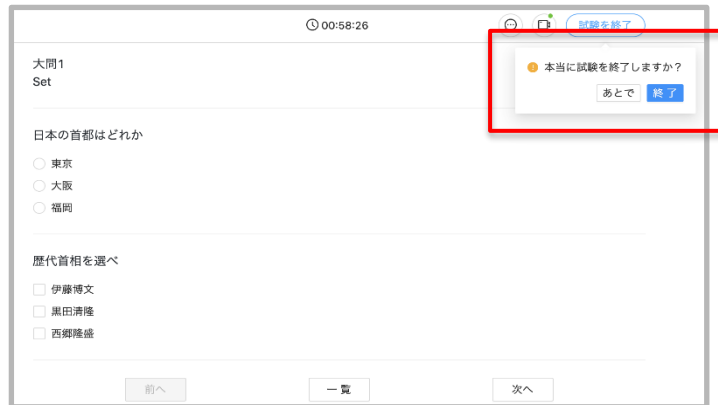 00:58:26
試験を終了
本当に試験を終了しますか？
あとで 終了
大問1
Set
日本の首都はどれか
東京
大阪
福岡
歴代首相を選べ
伊藤博文
黒田清隆
西郷隆盛
前へ 一覧 次へ